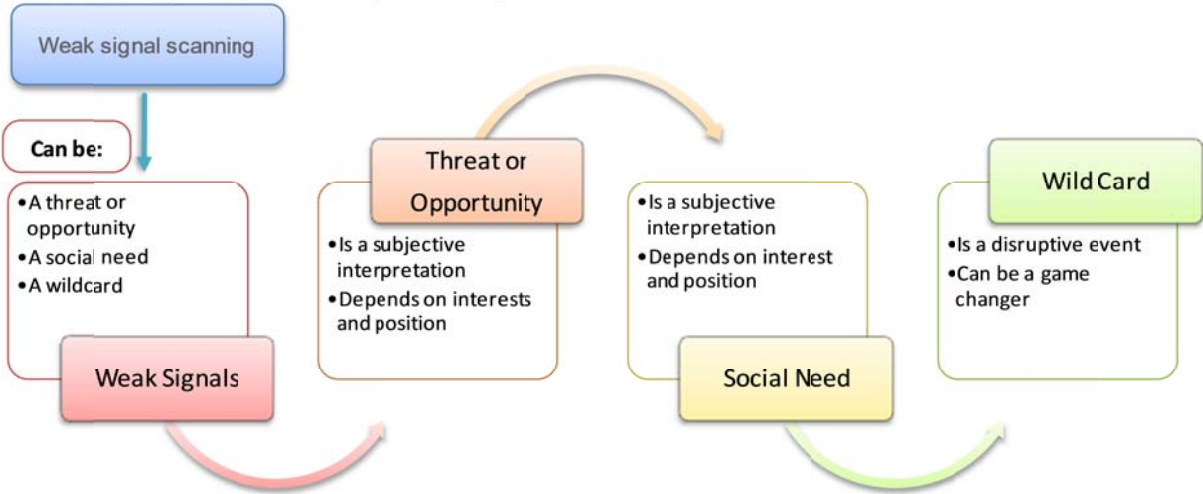 Weak signal scanning
Can be:
•A threat or
opportunity
•A social need
•A wildcard
Weak Signals
Threat or
Opportunity
•Is a subjective
interpretation
•Depends on interests
and position
•Is a subjective
interpretation
•Depends on interest
and position
Social Need
Wild Card
•Is a disruptive event
•Can be a game
changer